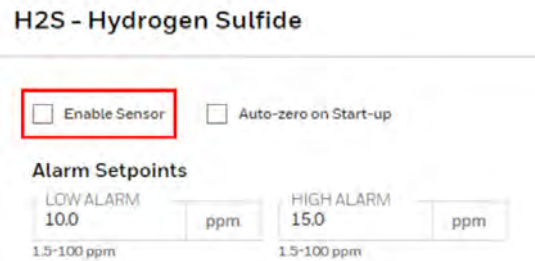 H2S - Hydrogen Sulfide
Enable Sensor Auto-zero on Start-up
Alarm Setpoints
LOW ALARM HIGH ALARM
10.0 ppm 15.0 ppm
1.5-100 ppm 1.5-100 ppm